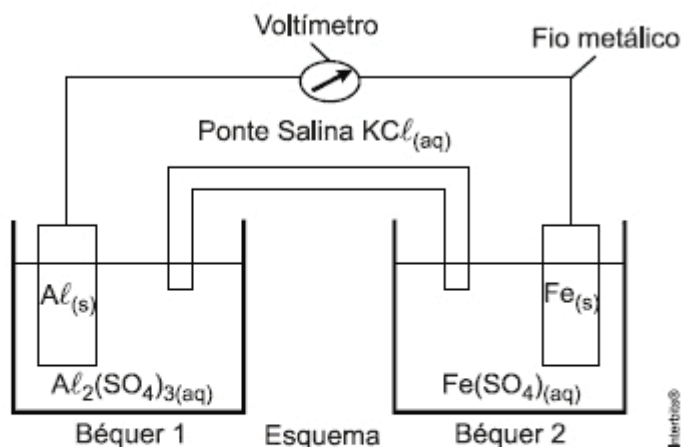 Voltímetro
Fio metálico
Ponte Salina KCℓ(aq)
Aℓ(s)
Fe(s)
Aℓ2(SO4)3(aq)
Fe(SO4)(aq)
Béquer 1 Esquema Béquer 2
Interbits®